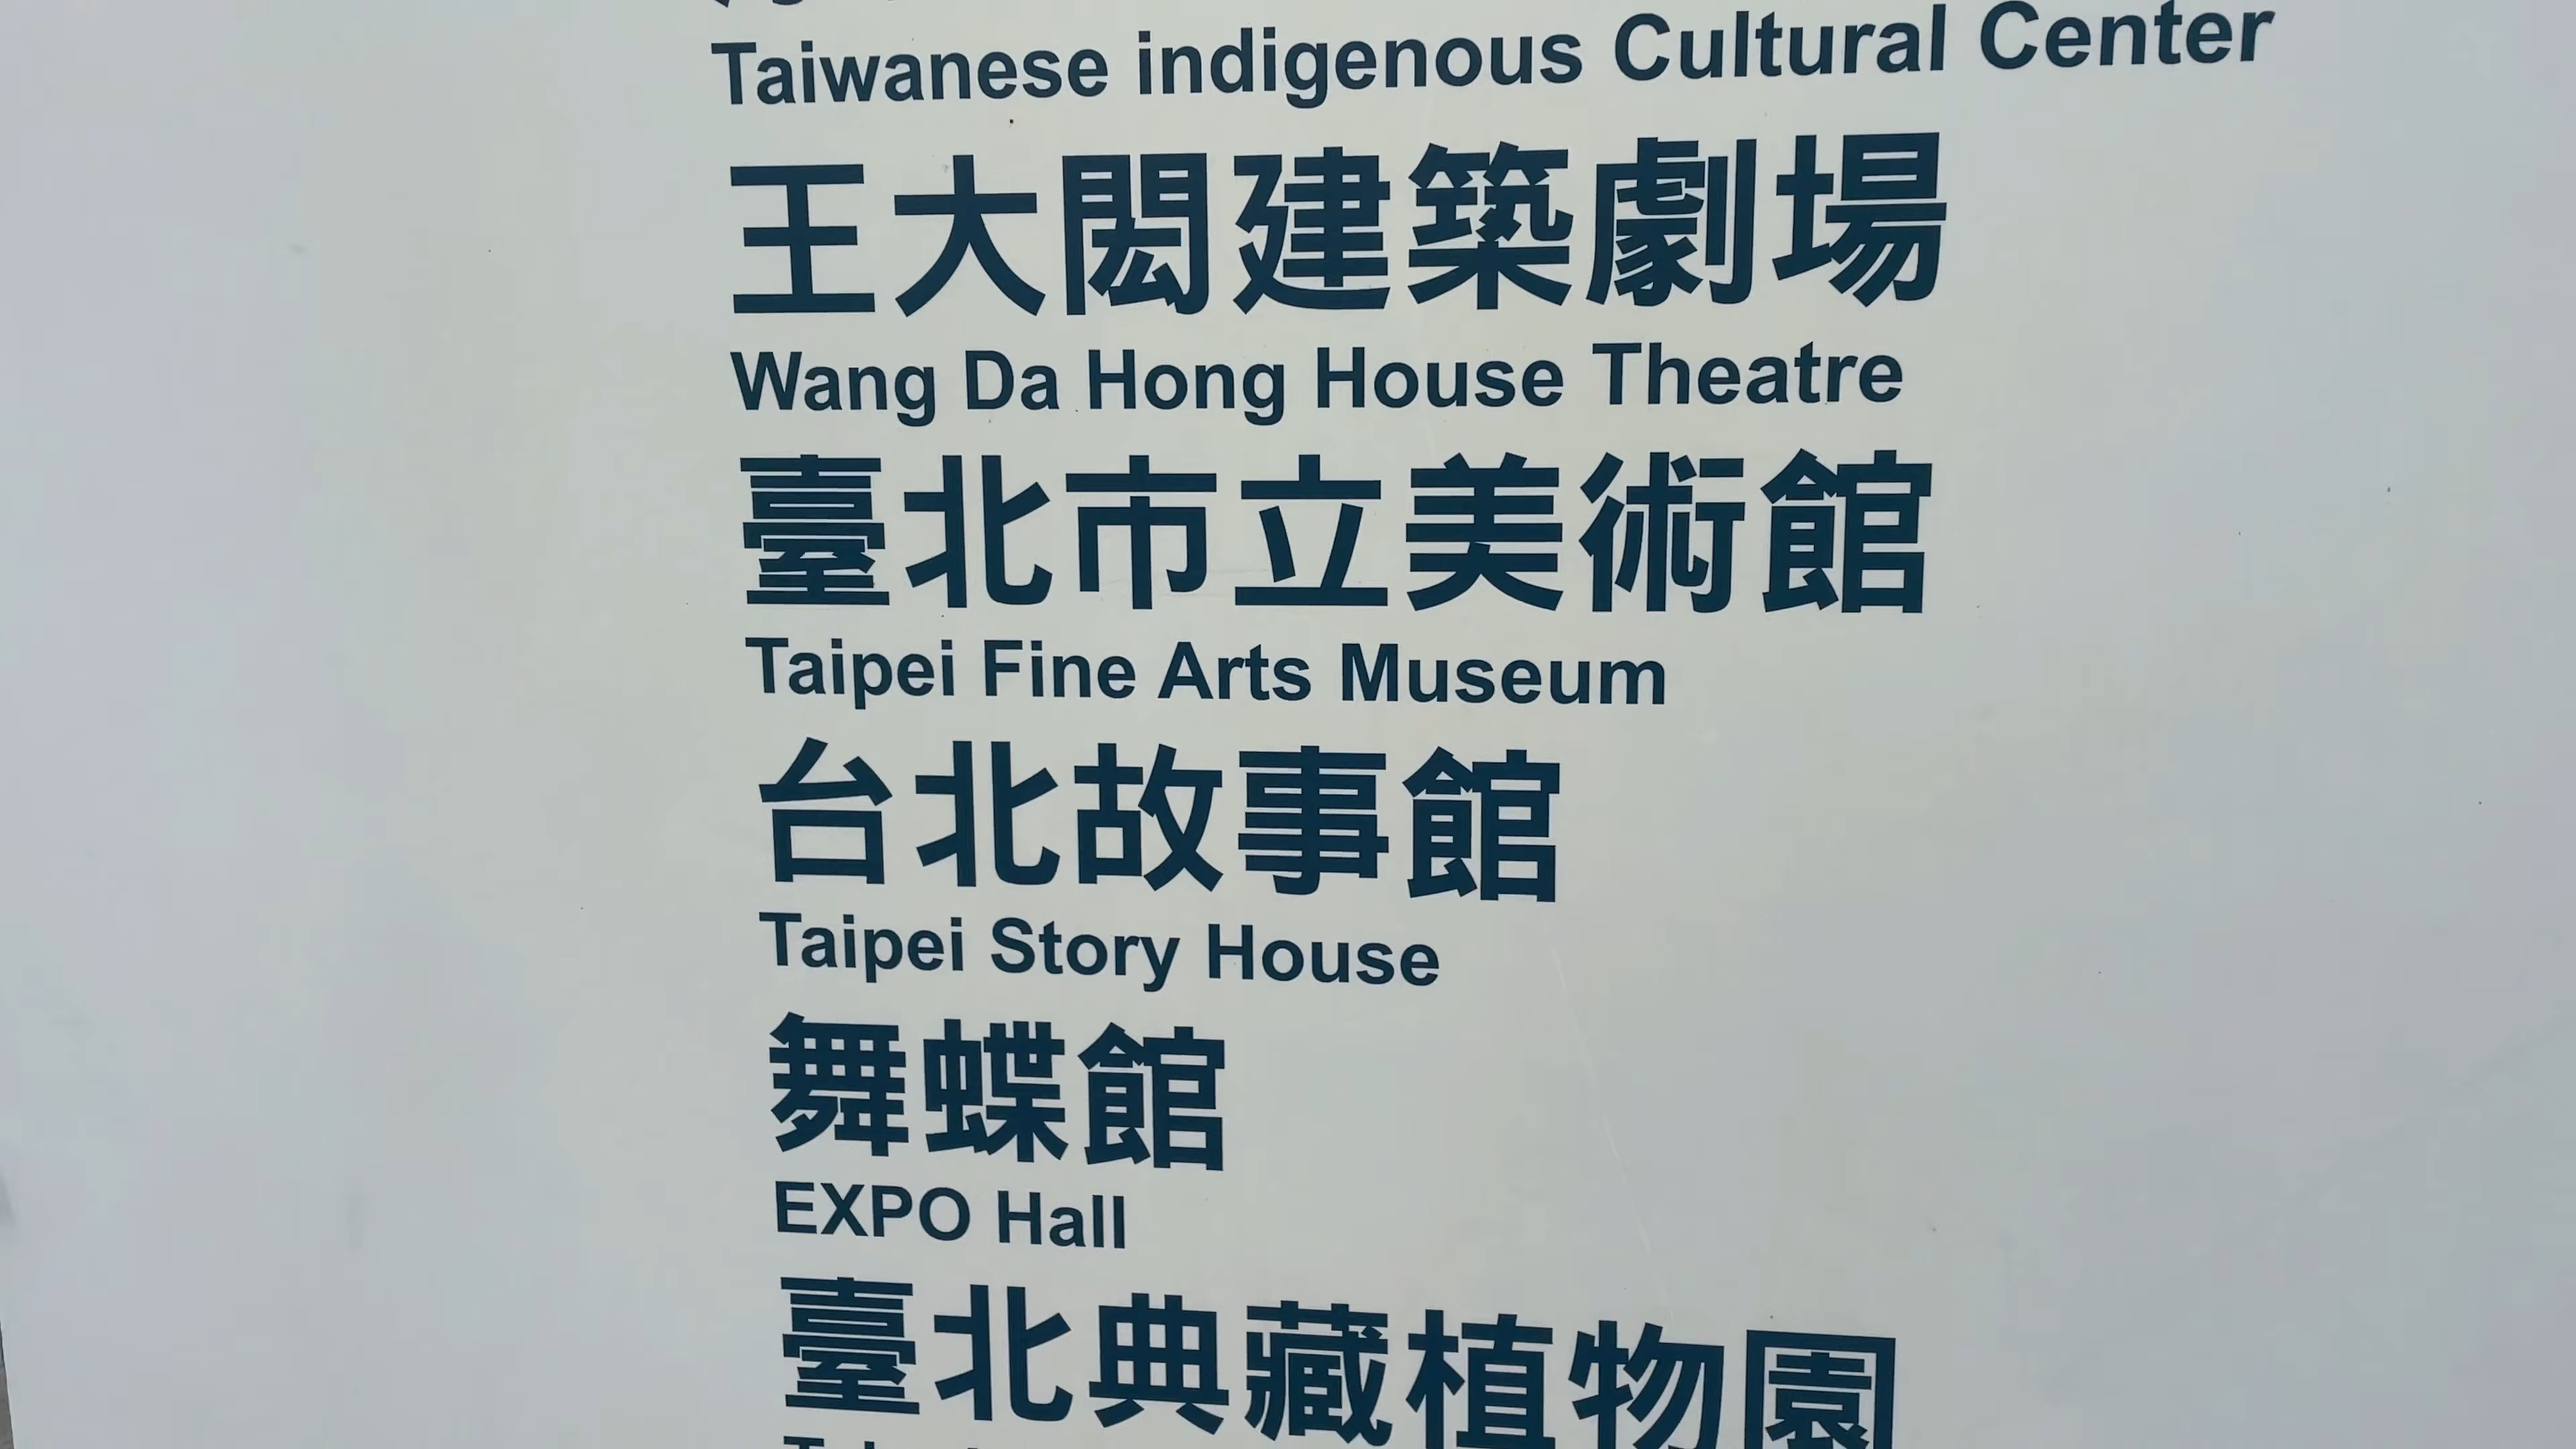 Taiwanese indigenous Cultural Center
王大閎建築劇場
Wang Da Hong House Theatre
臺北市立美術館
Taipei Fine Arts Museum
台北故事館
Taipei Story House
舞蝶館
EXPO Hall
臺北典藏植物園